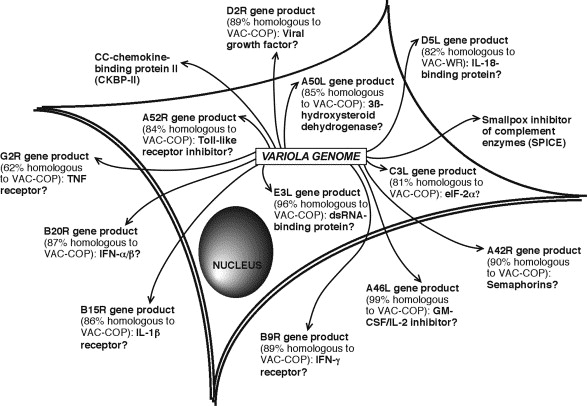 D2R gene product
(89% homologous
to VAC-COP): Viral
growth factor?
D5L gene product
(82% homologous to
VAC-WR): IL-18-
binding protein?
CC-chemokine-
binding protein II
(CKBP-II)
A50L gene product
(85% homologous
to VAC-COP): 3ß-
hydroxysteroid
dehydrogenase?
A52R gene product
(84% homologous to
VAC-COP): Toll-like
receptor inhibitor?
Smallpox inhibitor
of complement
enzymes (SPICE)
VARIOLA GENOME
G2R gene product
(62% homologous
to VAC-COP): TNF
receptor?
C3L gene product
(81% homologous to
VAC-COP): eIF-2α?
E3L gene product
(96% homologous
to VAC-COP): dsRNA-
binding protein?
B20R gene product
(87% homologous to
VAC-COP): IFN-α/β?
NUCLEUS
A42R gene product
(90% homologous to
VAC-COP):
Semaphorins?
A46L gene product
(99% homologous to
VAC-COP): GM-
CSF/IL-2 inhibitor?
B15R gene product
(86% homologous to
VAC-COP): IL-1β
receptor?
B9R gene product
(89% homologous to
VAC-COP): IFN-γ
receptor?